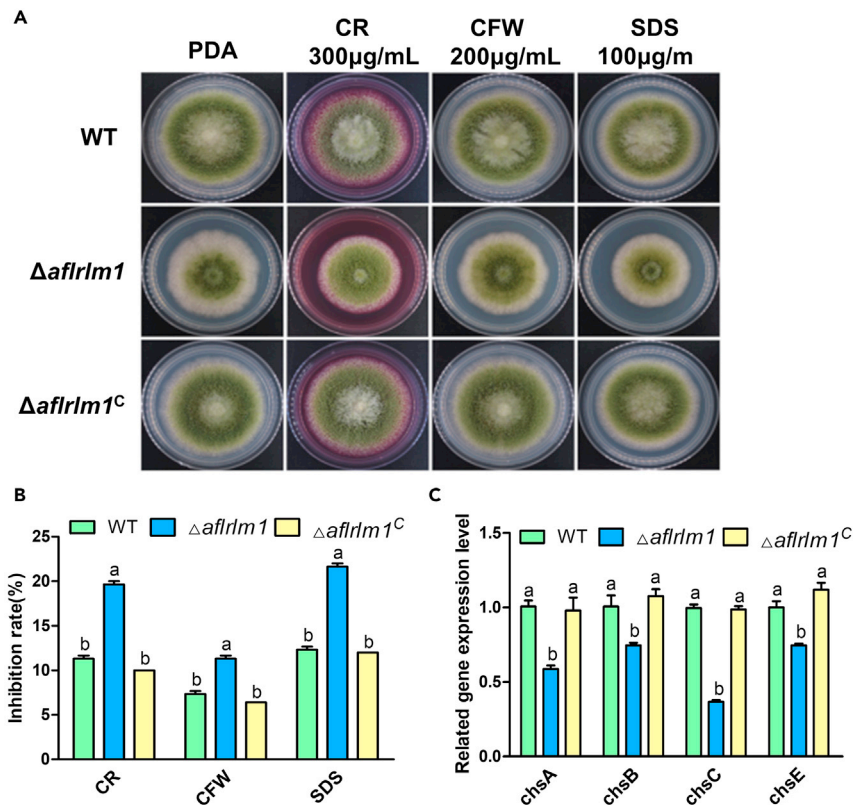 A
PDA
CR
300µg/mL
CFW
200µg/mL
SDS
100µg/m
WT
Δaflrlm1
Δaflrlm1C
B
WT
△aflrlm1
△aflrlm1C
Inhibition rate(%)
25
20
15
10
5
0
a
b
b
a
b
b
a
b
b
CR
CFW
SDS
C
WT
△aflrlm1
△aflrlm1C
Related gene expression level
1.5
1.0
0.5
0.0
a
b
a
a
b
a
a
b
a
a
b
a
chsA
chsB
chsC
chsE